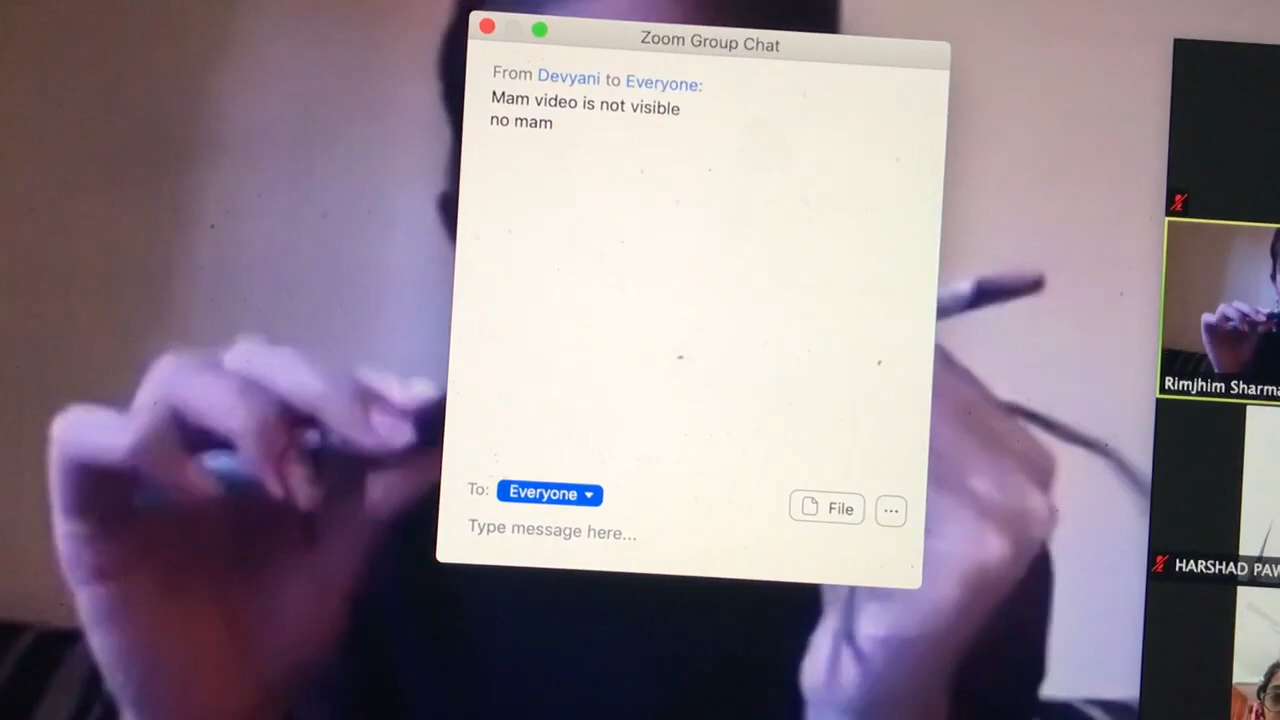 Zoom Group Chat
From Devyani to Everyone:
Mam video is not visible
no mam
To: Everyone
File
Type message here...
Rimjhim Sharma
HARSHAD PAW